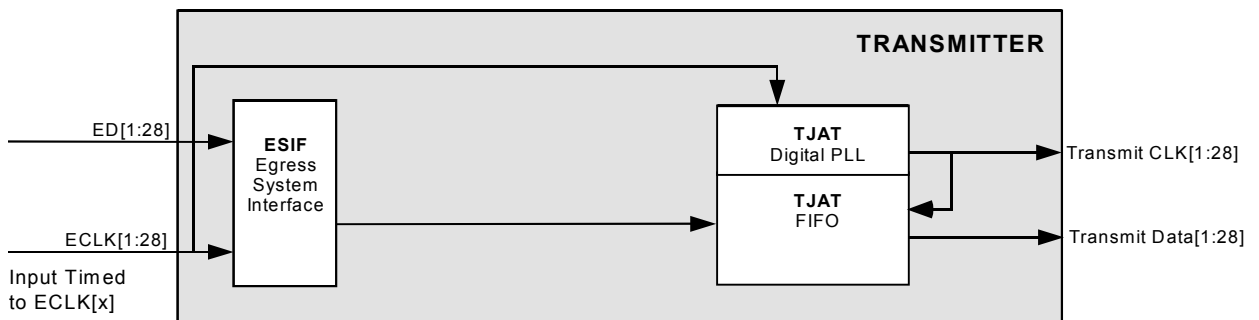 TRANSMITTER
ED[1:28]
ESIF
Egress
System
Interface
TJAT
Digital PLL
Transmit CLK[1:28]
TJAT
FIFO
ECLK[1:28]
Transmit Data[1:28]
Input Timed
to ECLK[x]